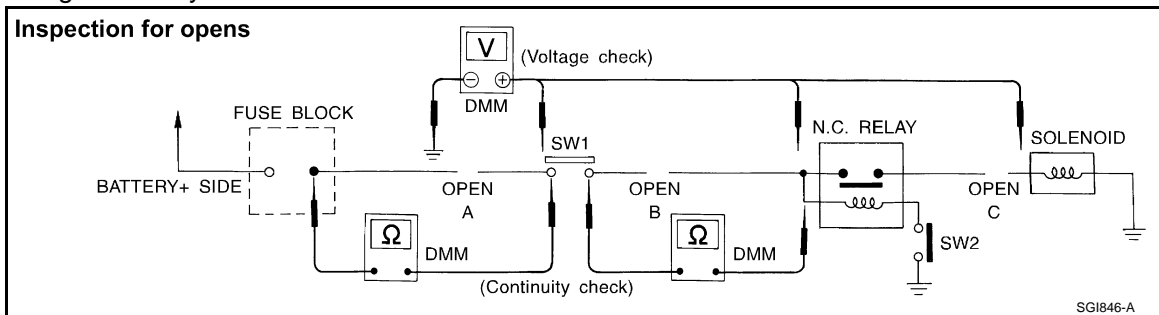 Inspection for opens
V
(Voltage check)
DMM
FUSE BLOCK
SW1
N.C. RELAY
SOLENOID
BATTERY+ SIDE
OPEN
A
OPEN
B
OPEN
C
Ω
DMM
Ω
DMM
SW2
(Continuity check)
SGI846-A